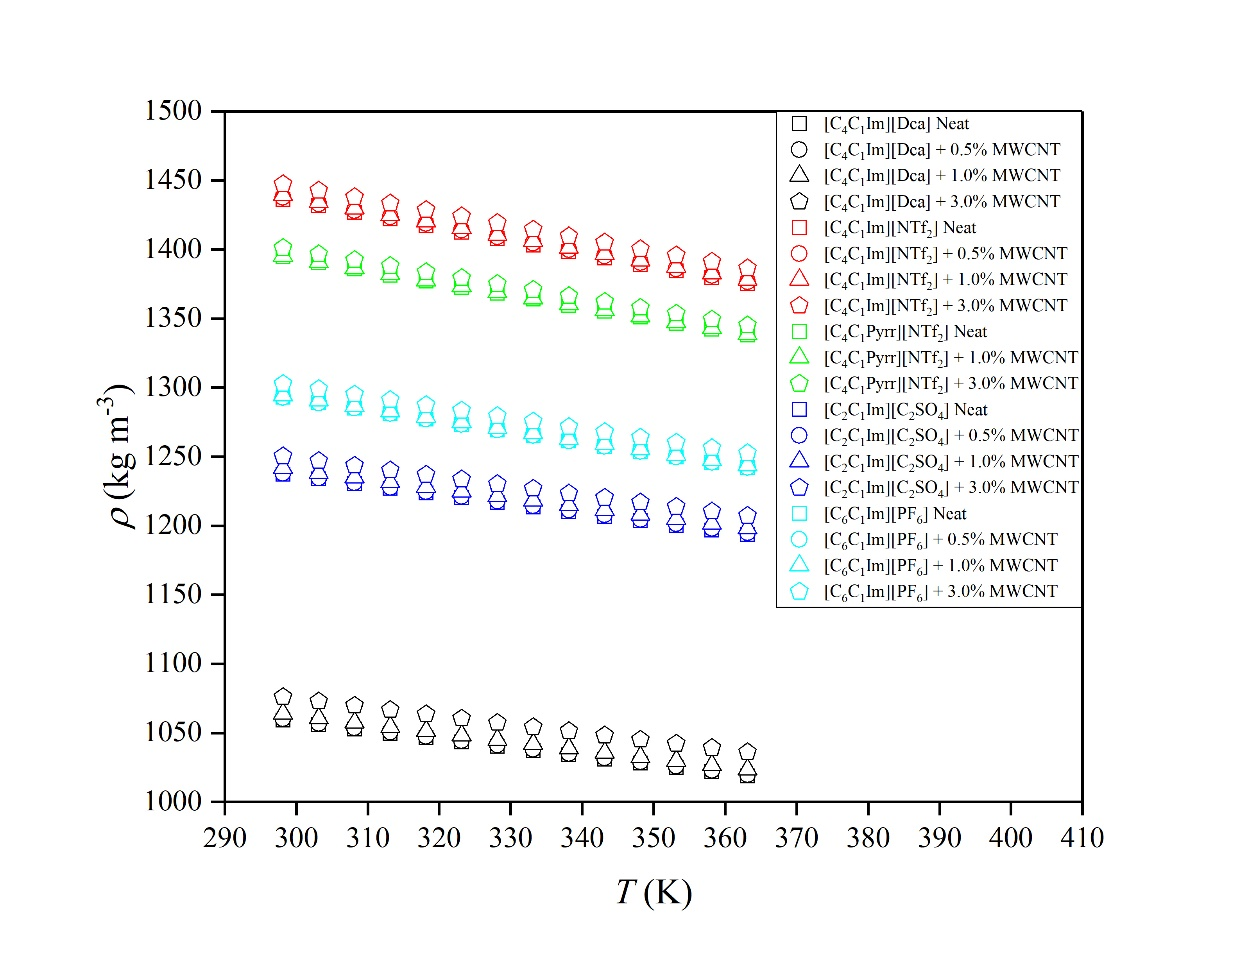 1500
1450
1400
1350
1300
1250
1200
1150
1100
1050
1000
ρ (kg m⁻³)
290 300 310 320 330 340 350 360 370 380 390 400 410
T (K)
[C₄C₁Im][Dca] Neat
[C₄C₁Im][Dca] + 0.5% MWCNT
[C₄C₁Im][Dca] + 1.0% MWCNT
[C₄C₁Im][Dca] + 3.0% MWCNT
[C₄C₁Im][NTf₂] Neat
[C₄C₁Im][NTf₂] + 0.5% MWCNT
[C₄C₁Im][NTf₂] + 1.0% MWCNT
[C₄C₁Im][NTf₂] + 3.0% MWCNT
[C₄C₁Pyrr][NTf₂] Neat
[C₄C₁Pyrr][NTf₂] + 1.0% MWCNT
[C₄C₁Pyrr][NTf₂] + 3.0% MWCNT
[C₂C₁Im][C₂SO₄] Neat
[C₂C₁Im][C₂SO₄] + 0.5% MWCNT
[C₂C₁Im][C₂SO₄] + 1.0% MWCNT
[C₂C₁Im][C₂SO₄] + 3.0% MWCNT
[C₆C₁Im][PF₆] Neat
[C₆C₁Im][PF₆] + 0.5% MWCNT
[C₆C₁Im][PF₆] + 1.0% MWCNT
[C₆C₁Im][PF₆] + 3.0% MWCNT